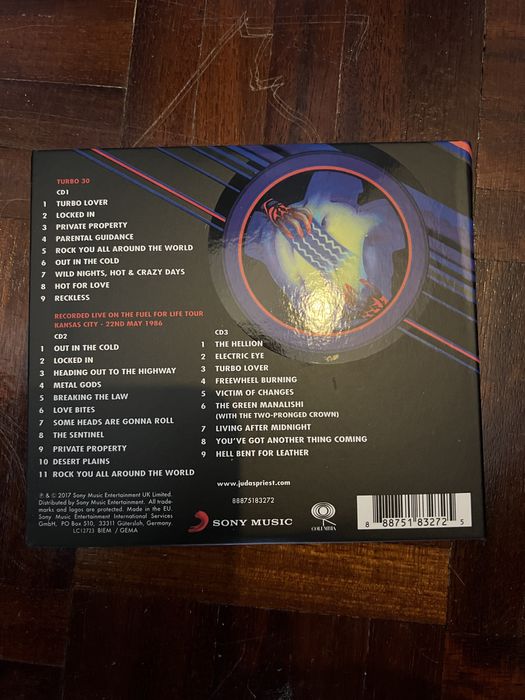 TURBO 30
CD1
1 TURBO LOVER
2 LOCKED IN
3 PRIVATE PROPERTY
4 PARENTAL GUIDANCE
5 ROCK YOU ALL AROUND THE WORLD
6 OUT IN THE COLD
7 WILD NIGHTS, HOT & CRAZY DAYS
8 HOT FOR LOVE
9 RECKLESS
RECORDED LIVE ON THE FUEL FOR LIFE TOUR
KANSAS CITY - 22ND MAY 1986
CD2
1 OUT IN THE COLD
2 LOCKED IN
3 HEADING OUT TO THE HIGHWAY
4 METAL GODS
5 BREAKING THE LAW
6 LOVE BITES
7 SOME HEADS ARE GONNA ROLL
8 THE SENTINEL
9 PRIVATE PROPERTY
10 DESERT PLAINS
11 ROCK YOU ALL AROUND THE WORLD
CD3
1 THE HELLION
2 ELECTRIC EYE
3 TURBO LOVER
4 FREEWHEEL BURNING
5 VICTIM OF CHANGES
6 THE GREEN MANALISHI
(WITH THE TWO-PRONGED CROWN)
7 LIVING AFTER MIDNIGHT
8 YOU'VE GOT ANOTHER THING COMING
9 HELL BENT FOR LEATHER
www.judaspriest.com
88875183272
℗ & © 2017 Sony Music Entertainment UK Limited.
Distributed by Sony Music Entertainment. All trade-
marks and logos are protected. Made in the EU.
Sony Music Entertainment International Services
GmbH, PO Box 510, 33311 Gütersloh, Germany.
LC12723 BIEM / GEMA
SONY MUSIC
COLUMBIA
8 88751 83272 5